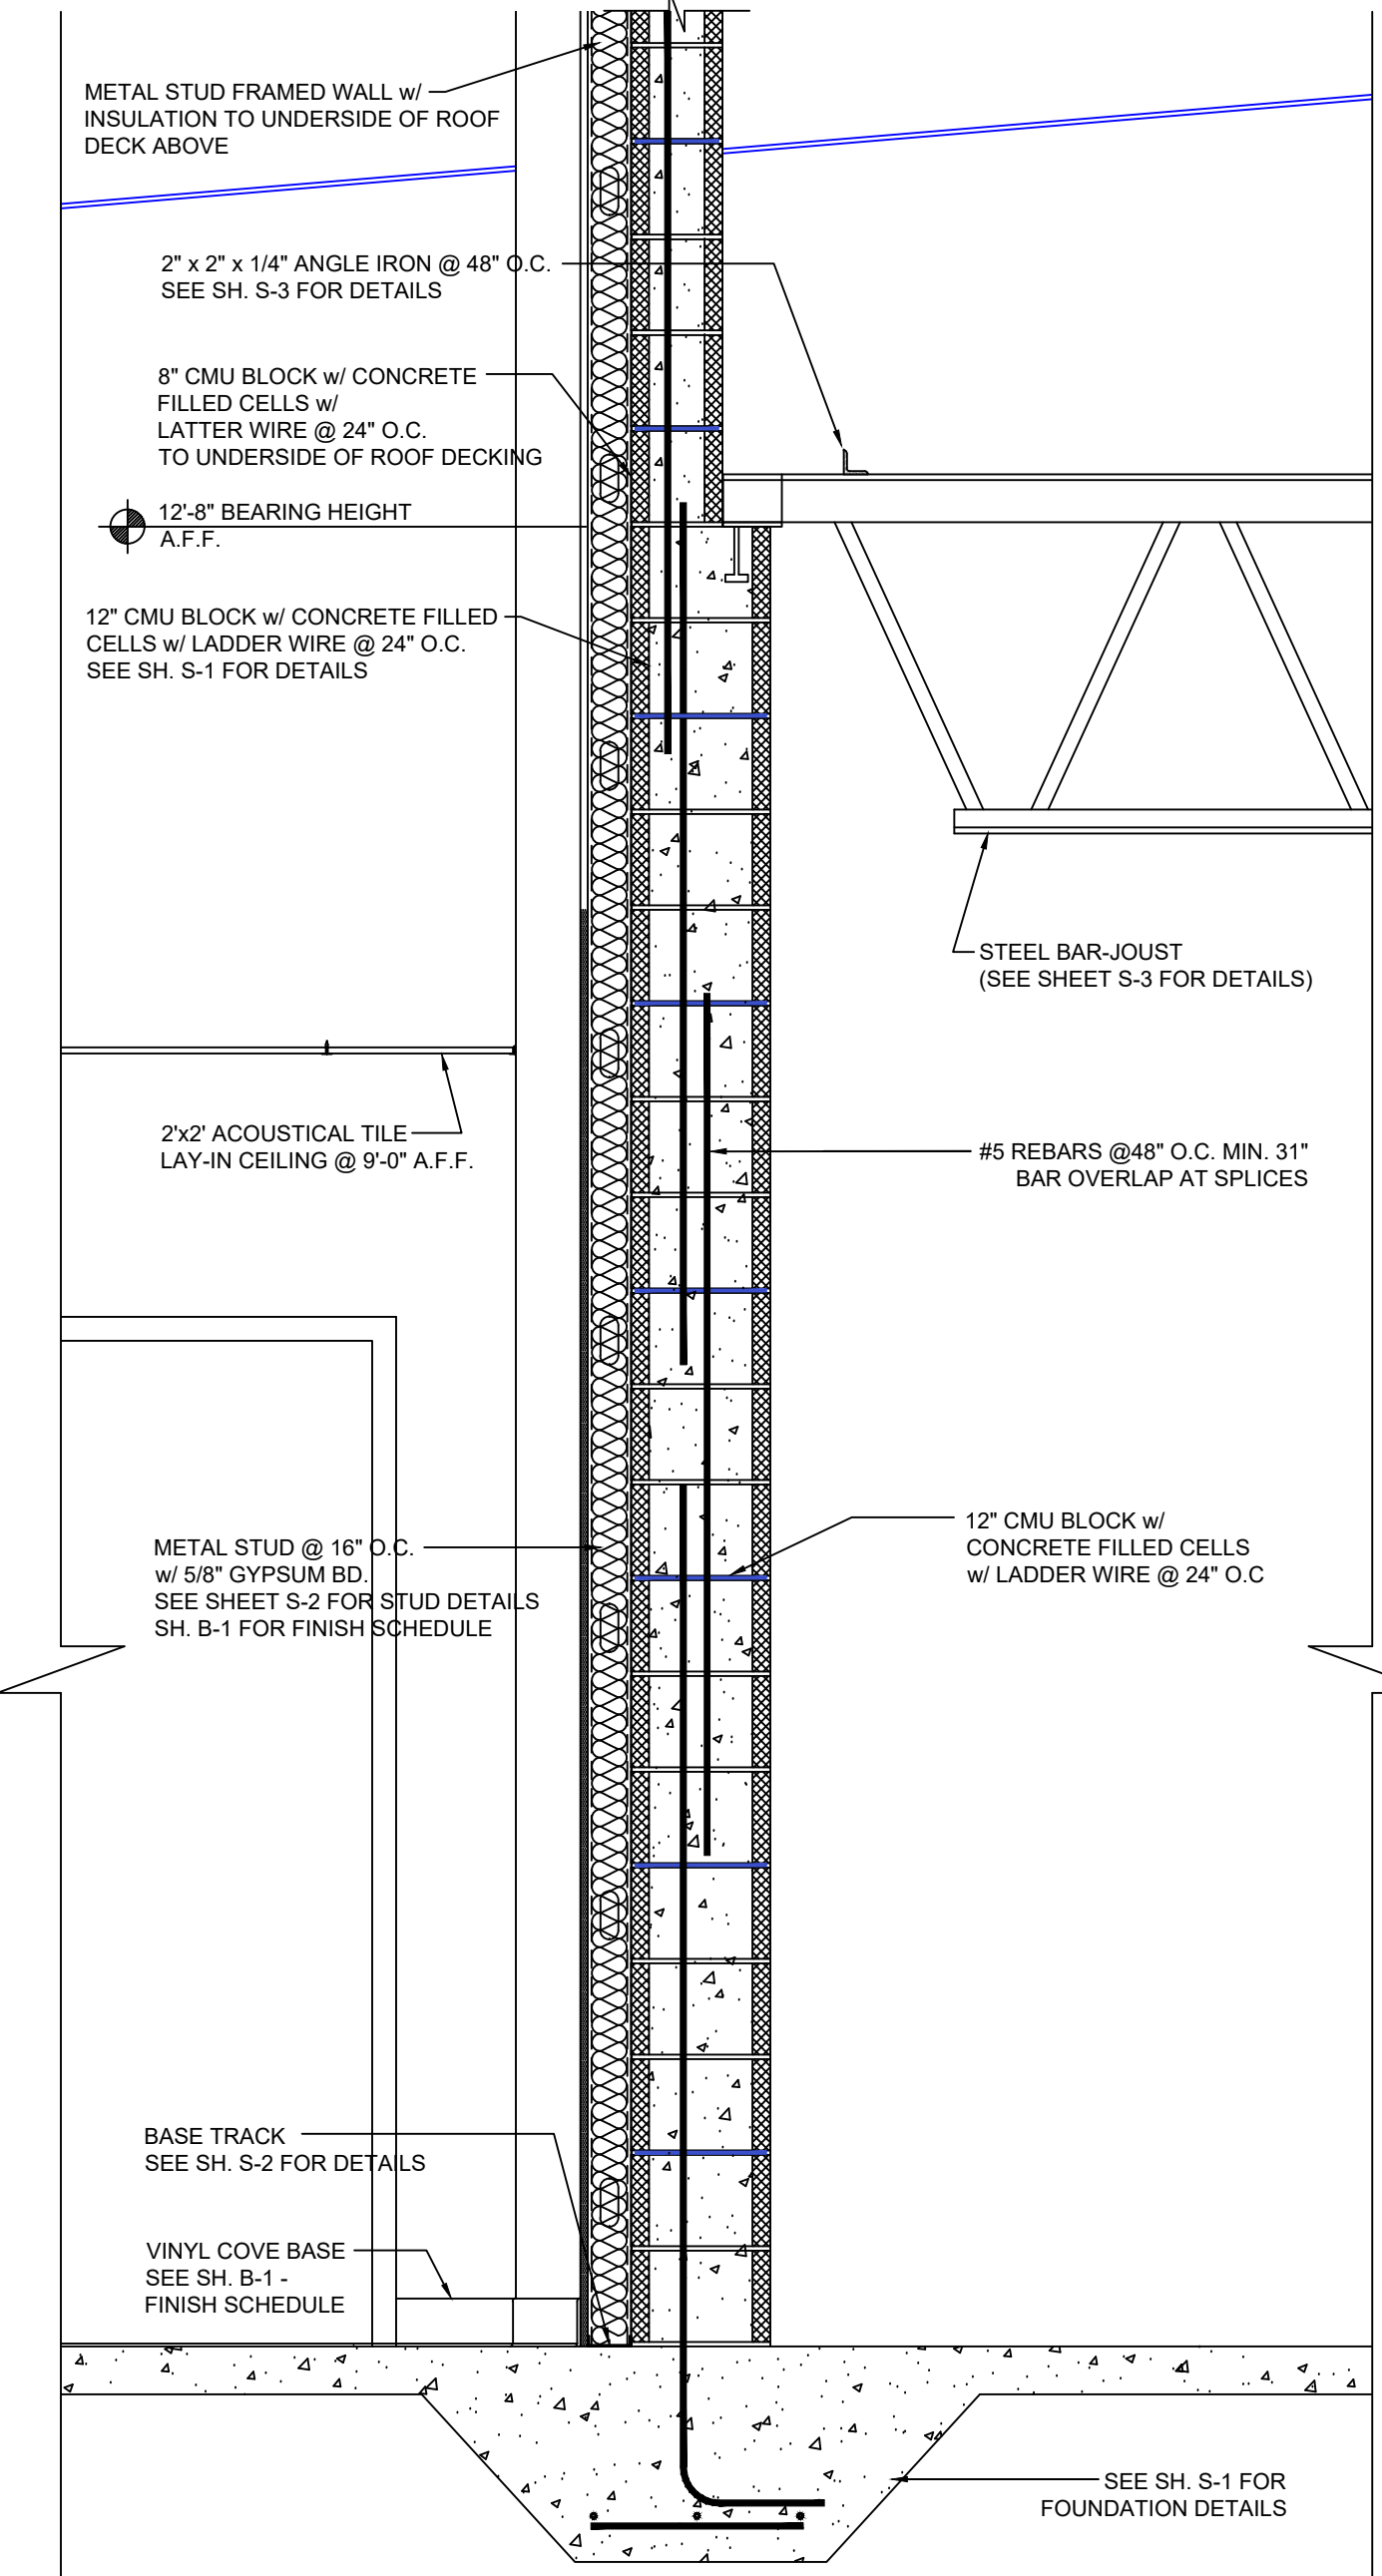 METAL STUD FRAMED WALL w/
INSULATION TO UNDERSIDE OF ROOF
DECK ABOVE
2" x 2" x 1/4" ANGLE IRON @ 48" O.C.
SEE SH. S-3 FOR DETAILS
8" CMU BLOCK w/ CONCRETE
FILLED CELLS w/
LATTER WIRE @ 24" O.C.
TO UNDERSIDE OF ROOF DECKING
12'-8" BEARING HEIGHT
A.F.F.
12" CMU BLOCK w/ CONCRETE FILLED
CELLS w/ LADDER WIRE @ 24" O.C.
SEE SH. S-1 FOR DETAILS
STEEL BAR-JOUST
(SEE SHEET S-3 FOR DETAILS)
2'x2' ACOUSTICAL TILE
LAY-IN CEILING @ 9'-0" A.F.F.
#5 REBARS @48" O.C. MIN. 31"
BAR OVERLAP AT SPLICES
METAL STUD @ 16" O.C.
w/ 5/8" GYPSUM BD.
SEE SHEET S-2 FOR STUD DETAILS
SH. B-1 FOR FINISH SCHEDULE
12" CMU BLOCK w/
CONCRETE FILLED CELLS
w/ LADDER WIRE @ 24" O.C
BASE TRACK
SEE SH. S-2 FOR DETAILS
VINYL COVE BASE
SEE SH. B-1 -
FINISH SCHEDULE
SEE SH. S-1 FOR
FOUNDATION DETAILS